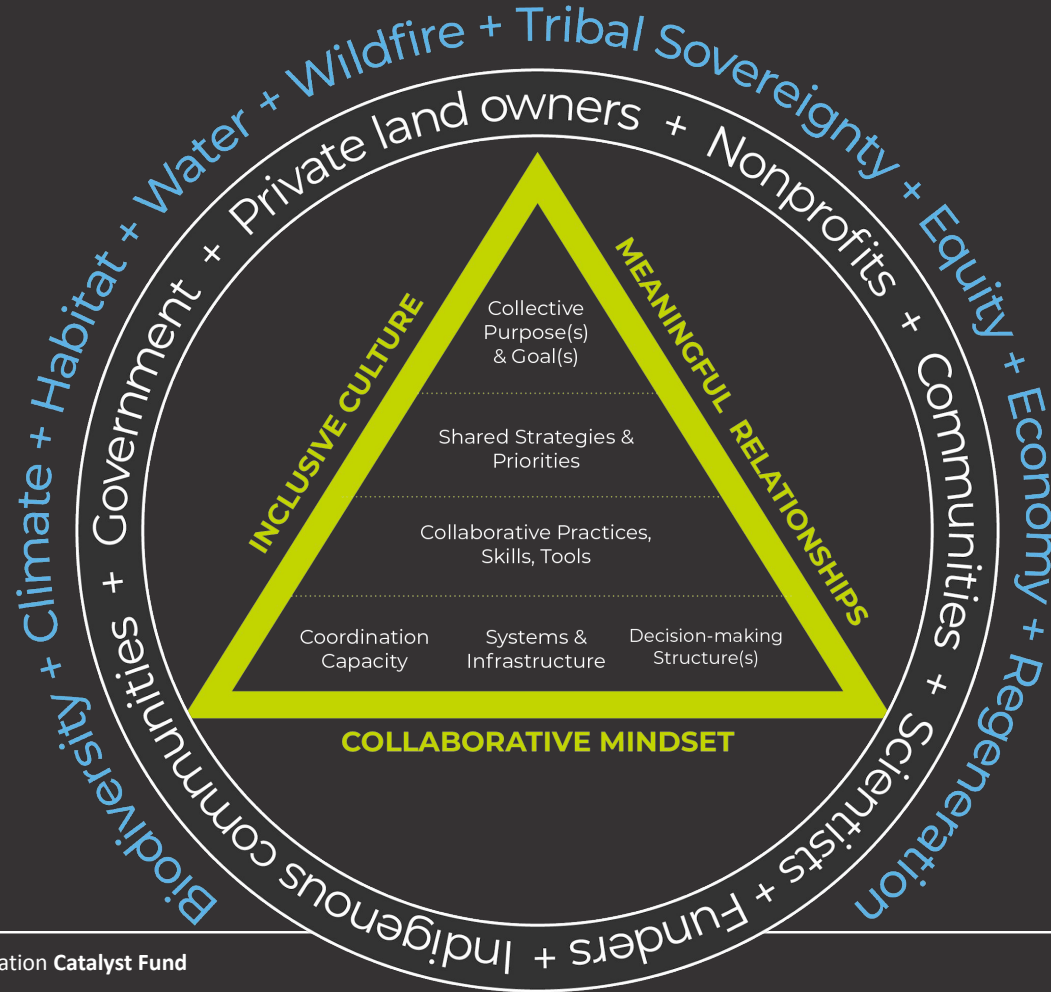 Biodiversity + Climate + Habitat + Water + Wildfire + Tribal Sovereignty + Equity + Economy + Regeneration
Indigenous communities + Government + Private land owners + Nonprofits + Communities + Scientists + Funders +
INCLUSIVE CULTURE
MEANINGFUL RELATIONSHIPS
Collective
Purpose(s)
& Goal(s)
Shared Strategies &
Priorities
Collaborative Practices,
Skills, Tools
Coordination
Capacity
Systems &
Infrastructure
Decision-making
Structure(s)
COLLABORATIVE MINDSET
ation Catalyst Fund